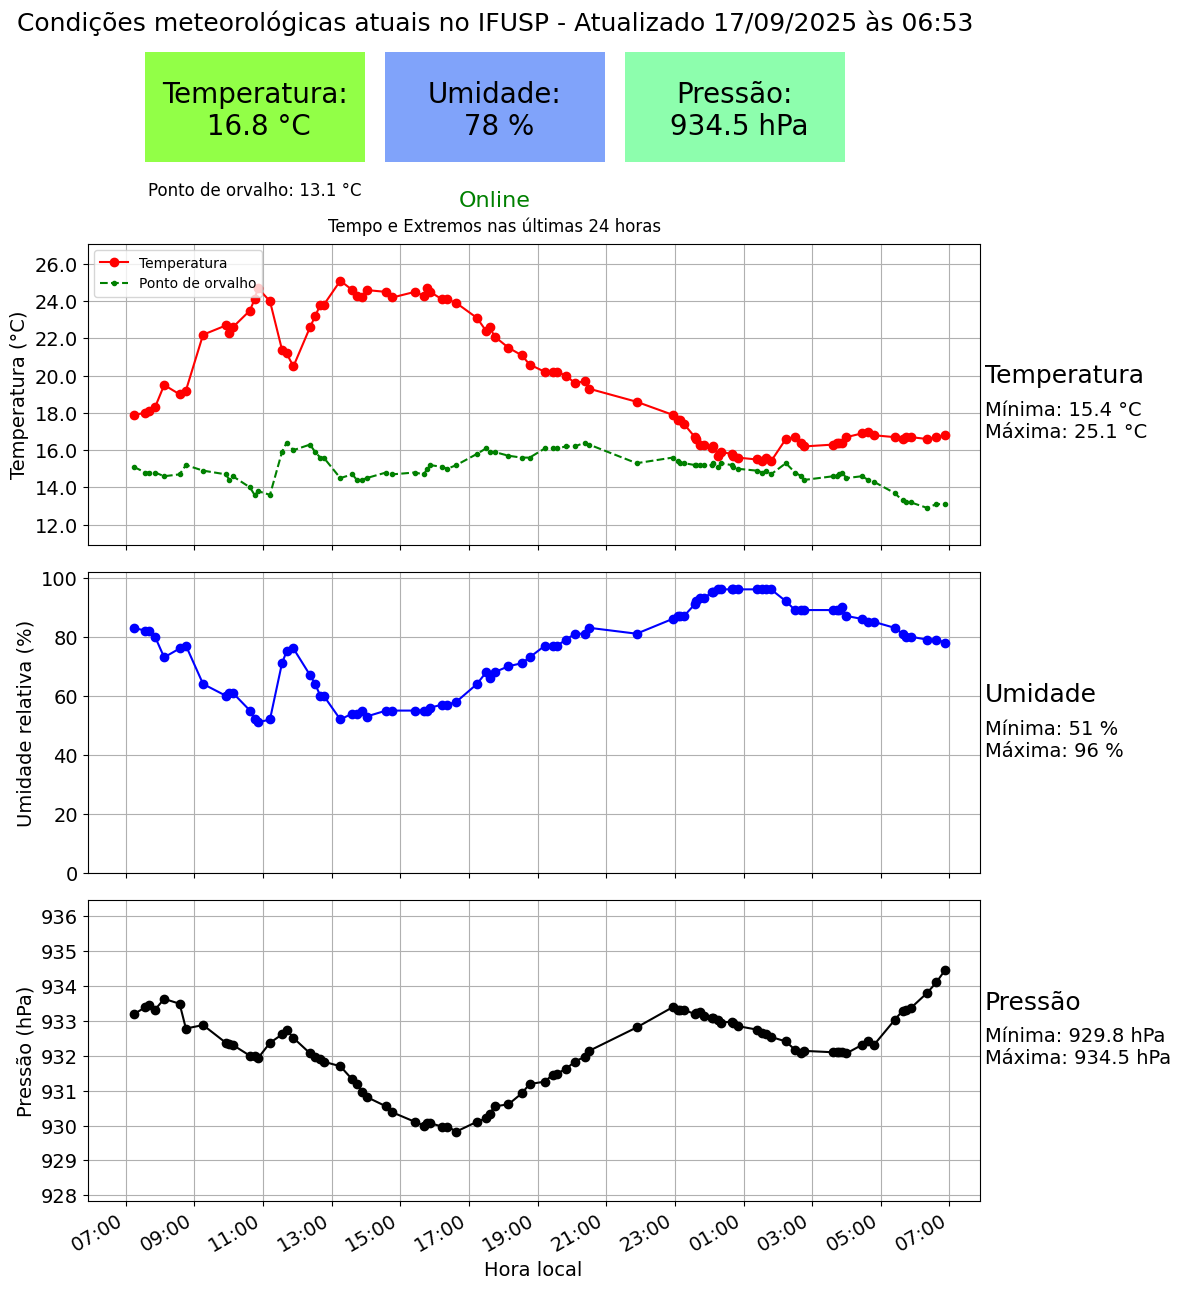 Condições meteorológicas atuais no IFUSP - Atualizado 17/09/2025 às 06:53
Temperatura:
16.8 °C
Umidade:
78 %
Pressão:
934.5 hPa
Ponto de orvalho: 13.1 °C
Online
Tempo e Extremos nas últimas 24 horas
Temperatura
Ponto de orvalho
Temperatura (°C)
26.0
24.0
22.0
20.0
18.0
16.0
14.0
12.0
Temperatura
Mínima: 15.4 °C
Máxima: 25.1 °C
Umidade relativa (%)
100
80
60
40
20
0
Umidade
Mínima: 51 %
Máxima: 96 %
Pressão (hPa)
936
935
934
933
932
931
930
929
928
Pressão
Mínima: 929.8 hPa
Máxima: 934.5 hPa
07:00
09:00
11:00
13:00
15:00
17:00
19:00
21:00
23:00
01:00
03:00
05:00
07:00
Hora local